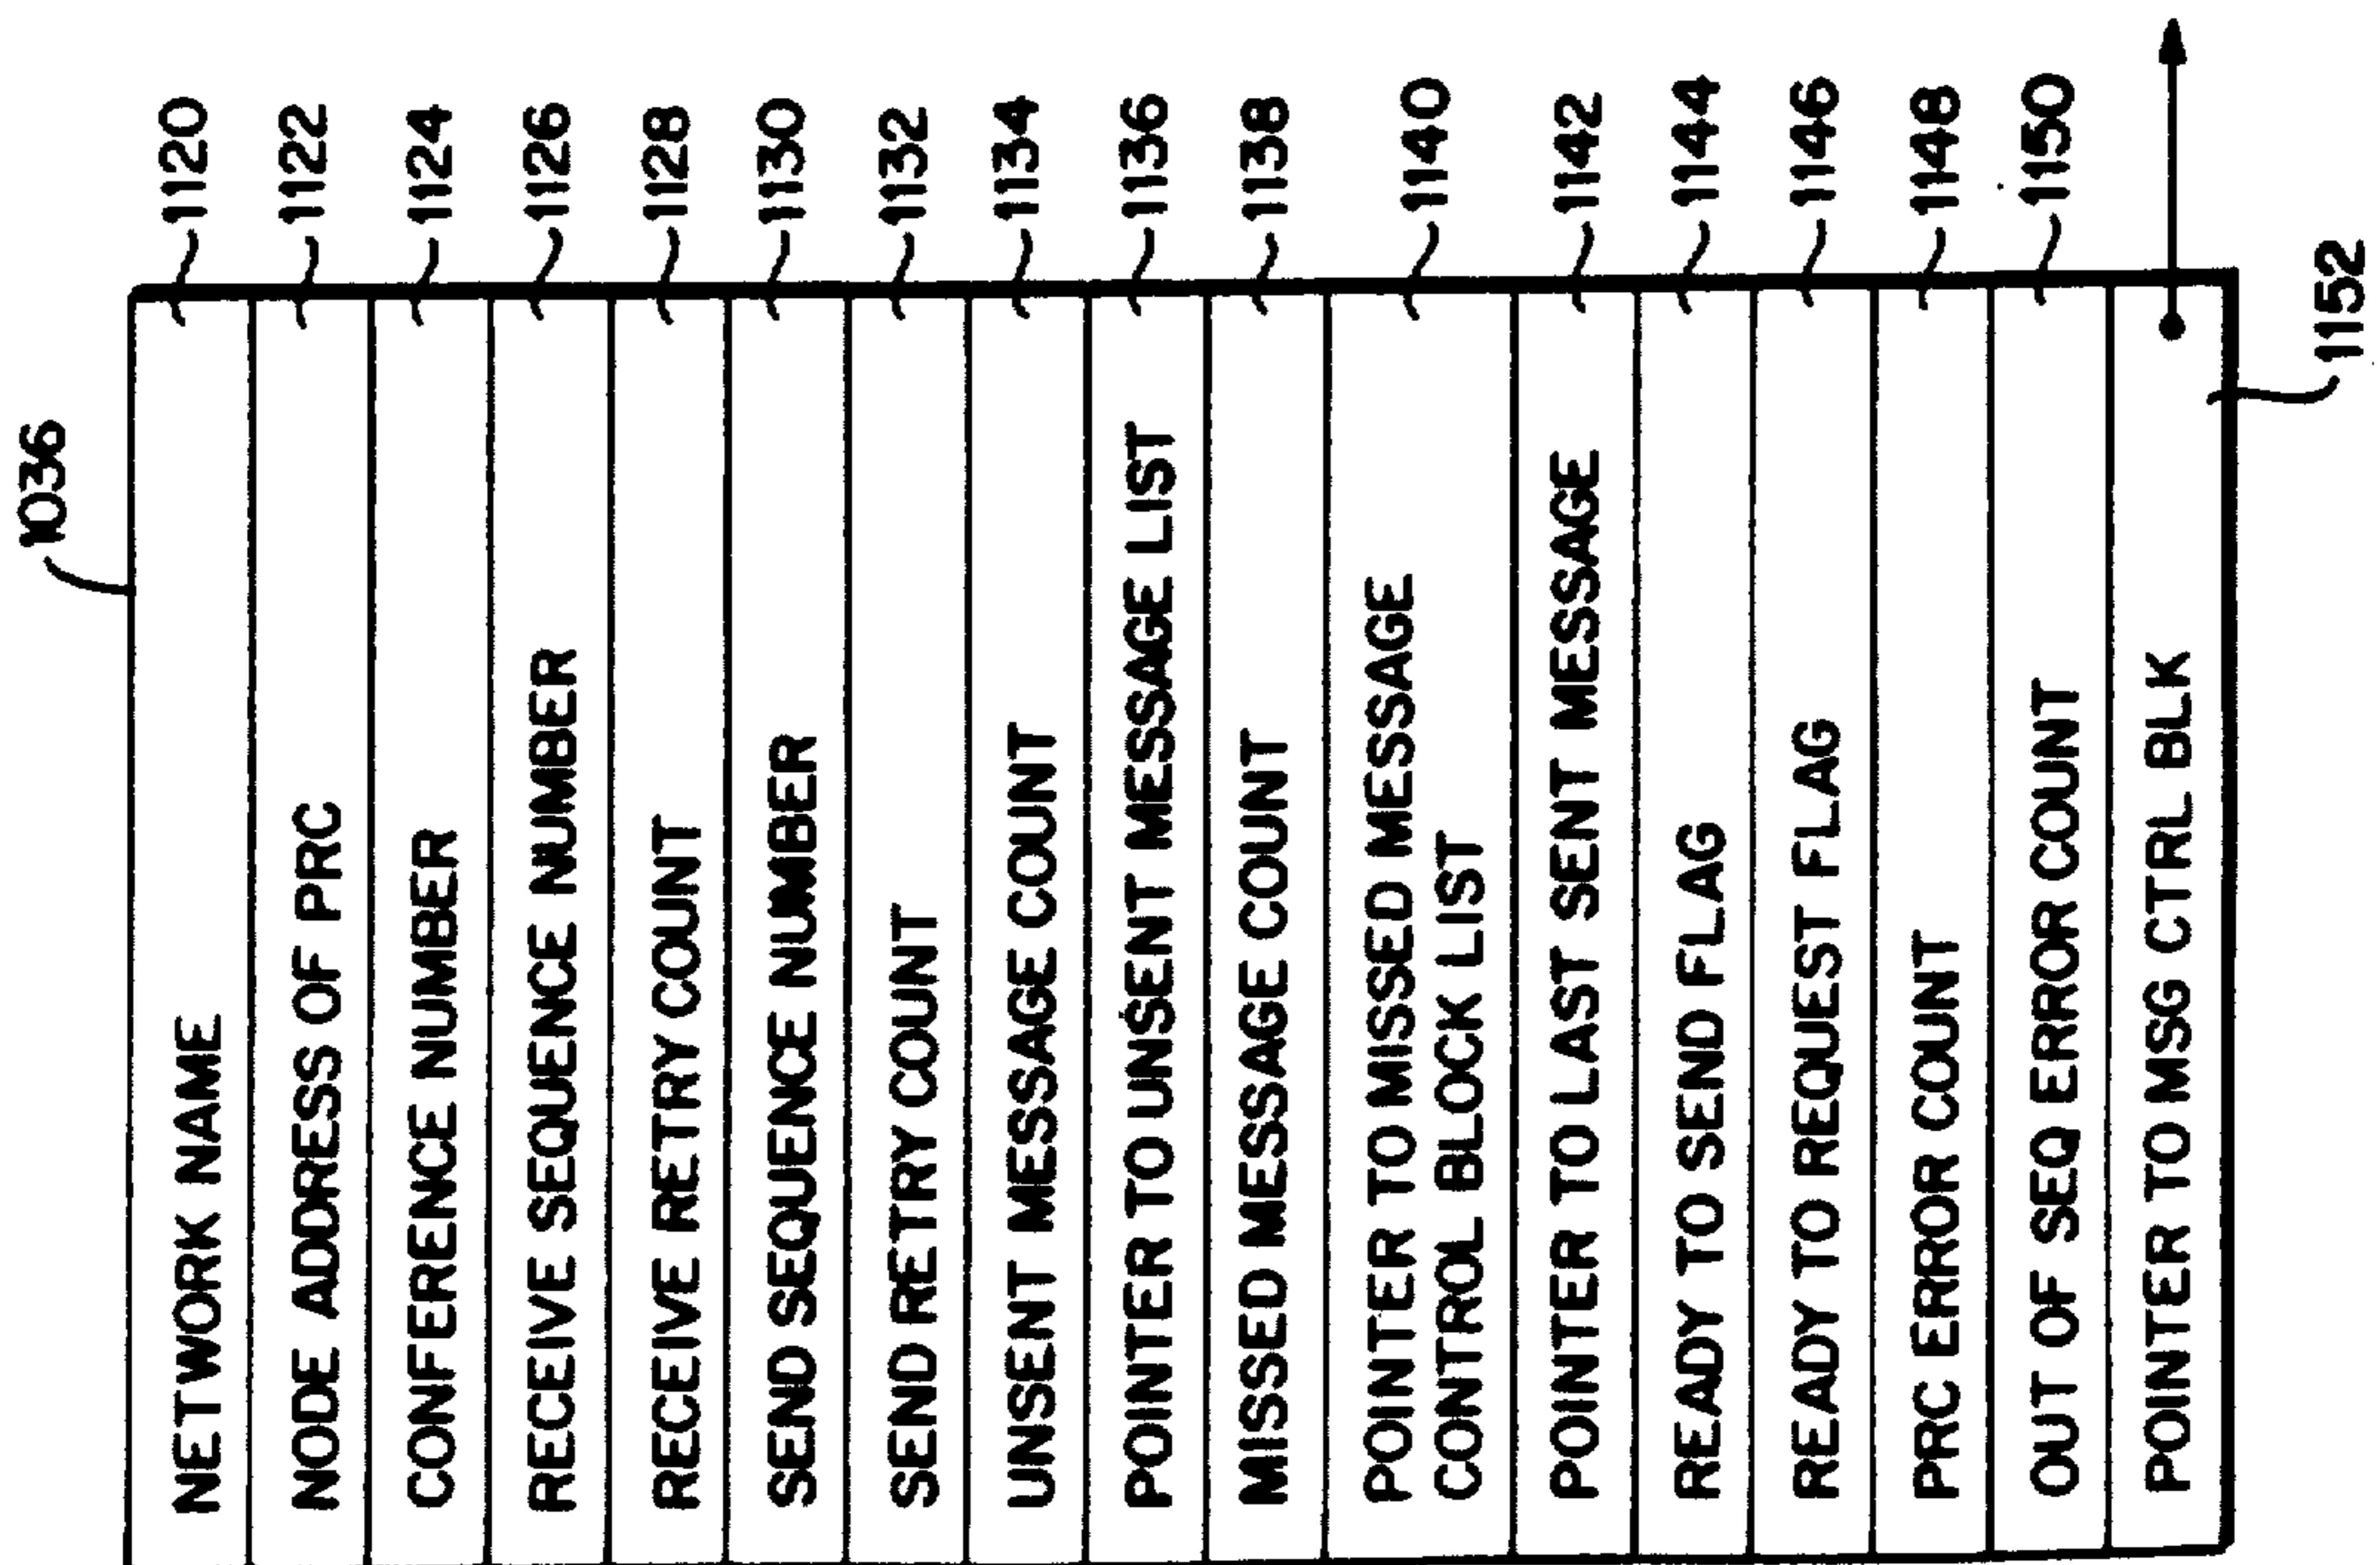 1036
NETWORK NAME 1120
NODE ADDRESS OF PRC 1122
CONFERENCE NUMBER 1124
RECEIVE SEQUENCE NUMBER 1126
RECEIVE RETRY COUNT 1128
SEND SEQUENCE NUMBER 1130
SEND RETRY COUNT 1132
UNSENT MESSAGE COUNT 1134
POINTER TO UNSENT MESSAGE LIST 1136
MISSED MESSAGE COUNT 1138
POINTER TO MISSED MESSAGE 1140
CONTROL BLOCK LIST
POINTER TO LAST SENT MESSAGE 1142
READY TO SEND FLAG 1144
READY TO REQUEST FLAG 1146
PRC ERROR COUNT 1148
OUT OF SEQ ERROR COUNT 1150
POINTER TO MSG CTRL BLK
1152